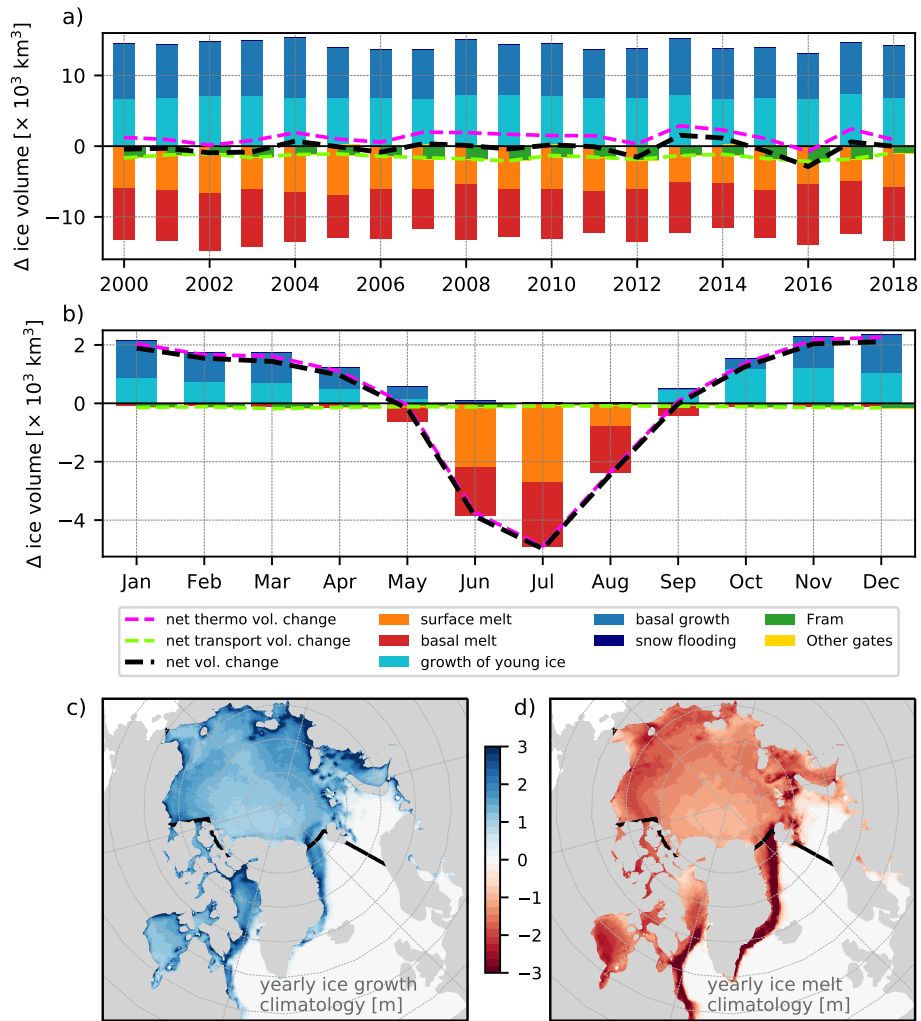 a)
Δ ice volume [× 10³ km³]
10
0
−10
2000 2002 2004 2006 2008 2010 2012 2014 2016 2018
b)
Δ ice volume [× 10³ km³]
2
0
−2
−4
Jan Feb Mar Apr May Jun Jul Aug Sep Oct Nov Dec
net thermo vol. change surface melt basal growth Fram
net transport vol. change basal melt snow flooding Other gates
net vol. change growth of young ice
c)
yearly ice growth
climatology [m]
3
2
1
0
−1
−2
−3
d)
yearly ice melt
climatology [m]